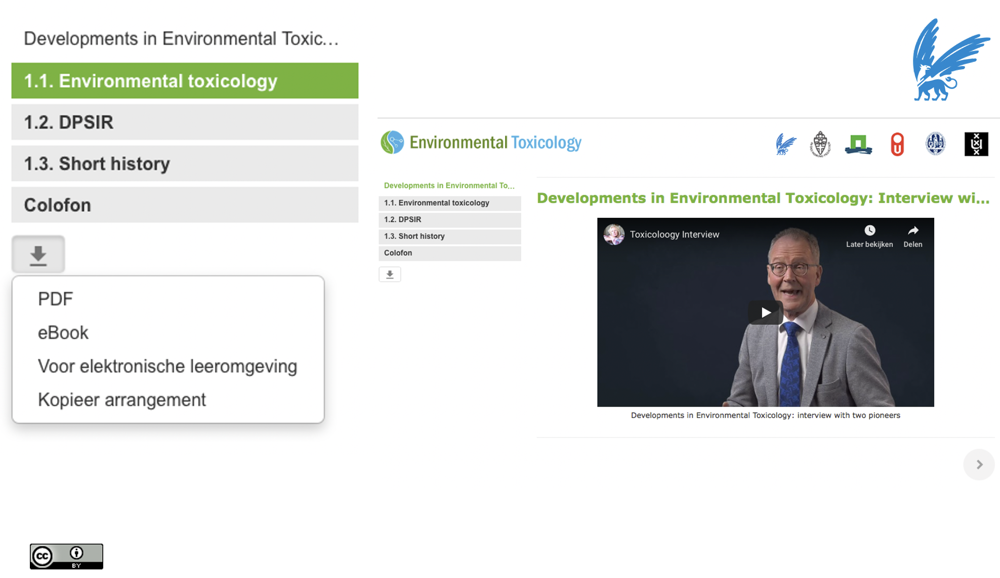 Developments in Environmental Toxic...
1.1. Environmental toxicology
1.2. DPSIR
1.3. Short history
Colofon
PDF
eBook
Voor elektronische leeromgeving
Kopieer arrangement
Environmental Toxicology
Developments in Environmental To...
1.1. Environmental toxicology
1.2. DPSIR
1.3. Short history
Colofon
Developments in Environmental Toxicology: Interview wi...
Toxicoloogy Interview
Later bekijken
Delen
Developments in Environmental Toxicology: interview with two pioneers
cc
BY